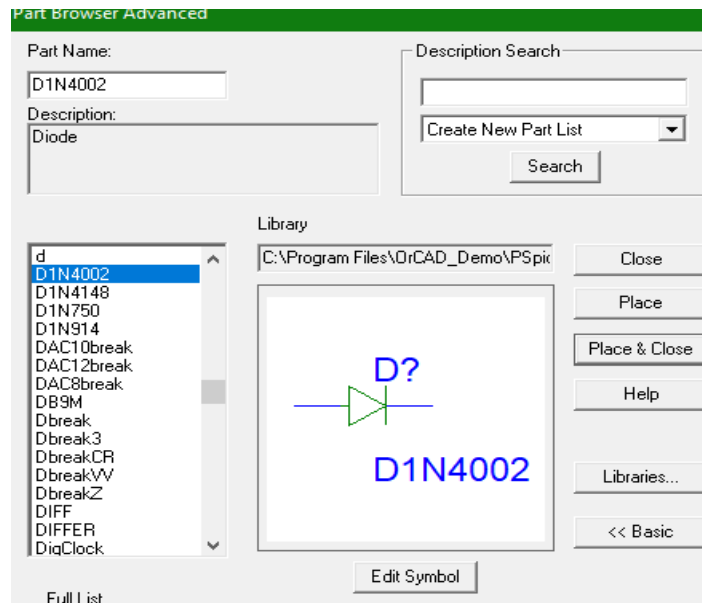 Part Browser Advanced
Part Name:
D1N4002
Description:
Diode
Description Search
Create New Part List
Search
Library
C:\Program Files\OrCAD_Demo\PSpic
d
D1N4002
D1N4148
D1N750
D1N914
DAC10break
DAC12break
DAC8break
DB9M
Dbreak
Dbreak3
DbreakCR
DbreakVV
DbreakZ
DIFF
DIFFER
DigClock
D?
D1N4002
Close
Place
Place & Close
Help
Libraries...
<< Basic
Edit Symbol
Full List